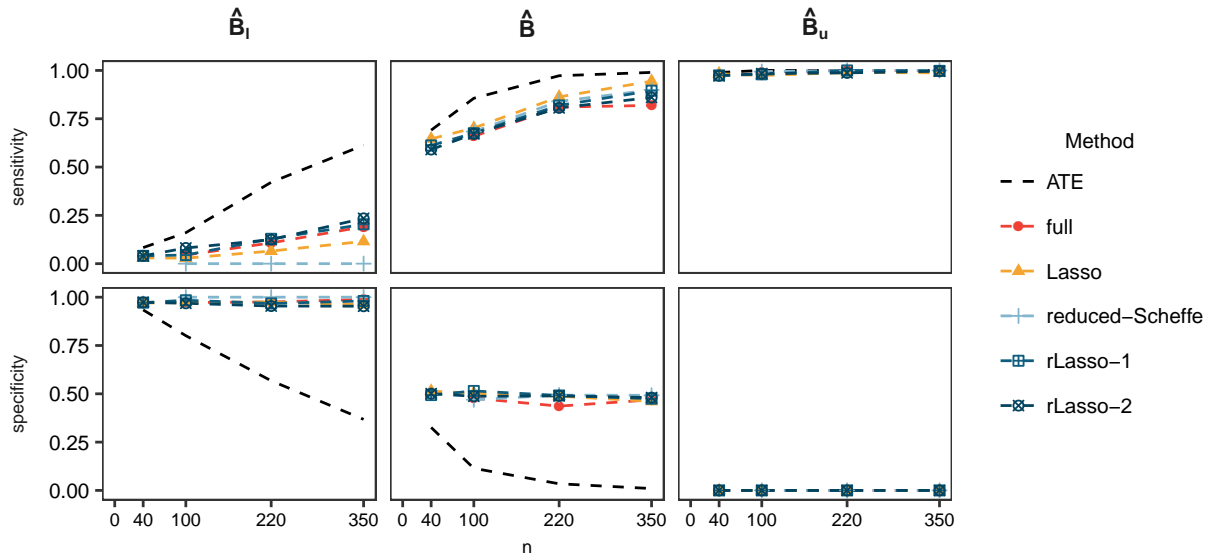 B̂ₗ B̂ B̂ᵤ
sensitivity
1.00
0.75
0.50
0.25
0.00
specificity
1.00
0.75
0.50
0.25
0.00
0 40 100 220 350 0 40 100 220 350 0 40 100 220 350
n
Method
ATE
full
Lasso
reduced−Scheffe
rLasso−1
rLasso−2